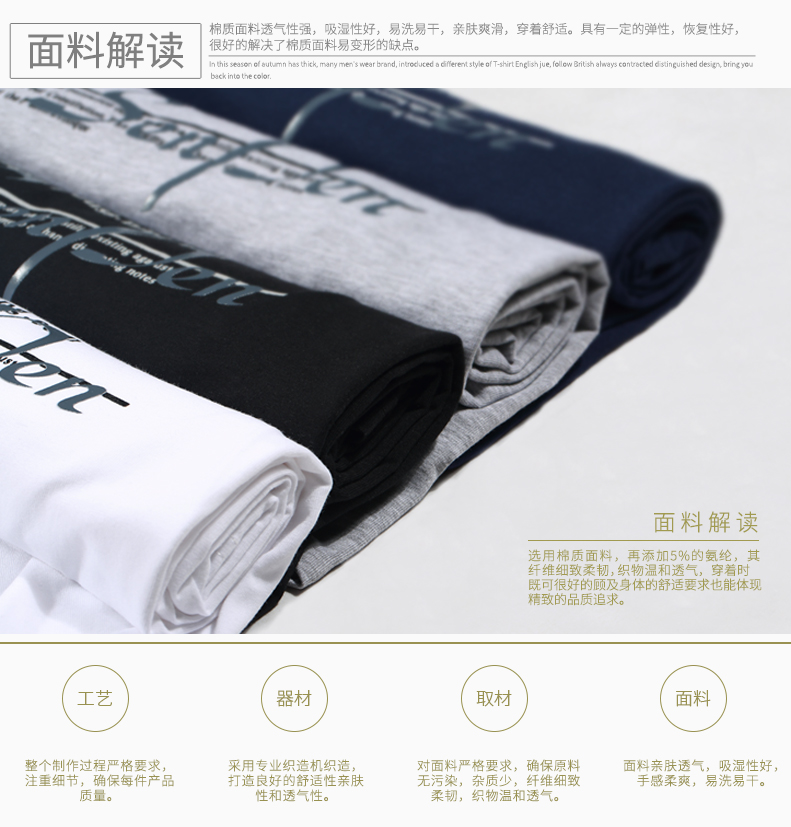 面料解读
棉质面料透气性强，吸湿性好，易洗易干，亲肤爽滑，穿着舒适。具有一定的弹性，恢复性好，
很好的解决了棉质面料易变形的缺点。
In this season of autumn has thick, many men's wear brand, introduced a different style of T-shirt English jue, follow British always contracted distinguished design, bring you
back into the color.
existing aga
notes
面料解读
选用棉质面料，再添加5%的氨纶，其
纤维细致柔韧,织物温和透气，穿着时
既可很好的顾及身体的舒适要求也能体现
精致的品质追求。
工艺
器材
取材
面料
整个制作过程严格要求，
注重细节，确保每件产品
质量。
采用专业织造机织造，
打造良好的舒适性亲肤
性和透气性。
对面料严格要求，确保原料
无污染，杂质少，纤维细致
柔韧，织物温和透气。
面料亲肤透气，吸湿性好，
手感柔爽，易洗易干。